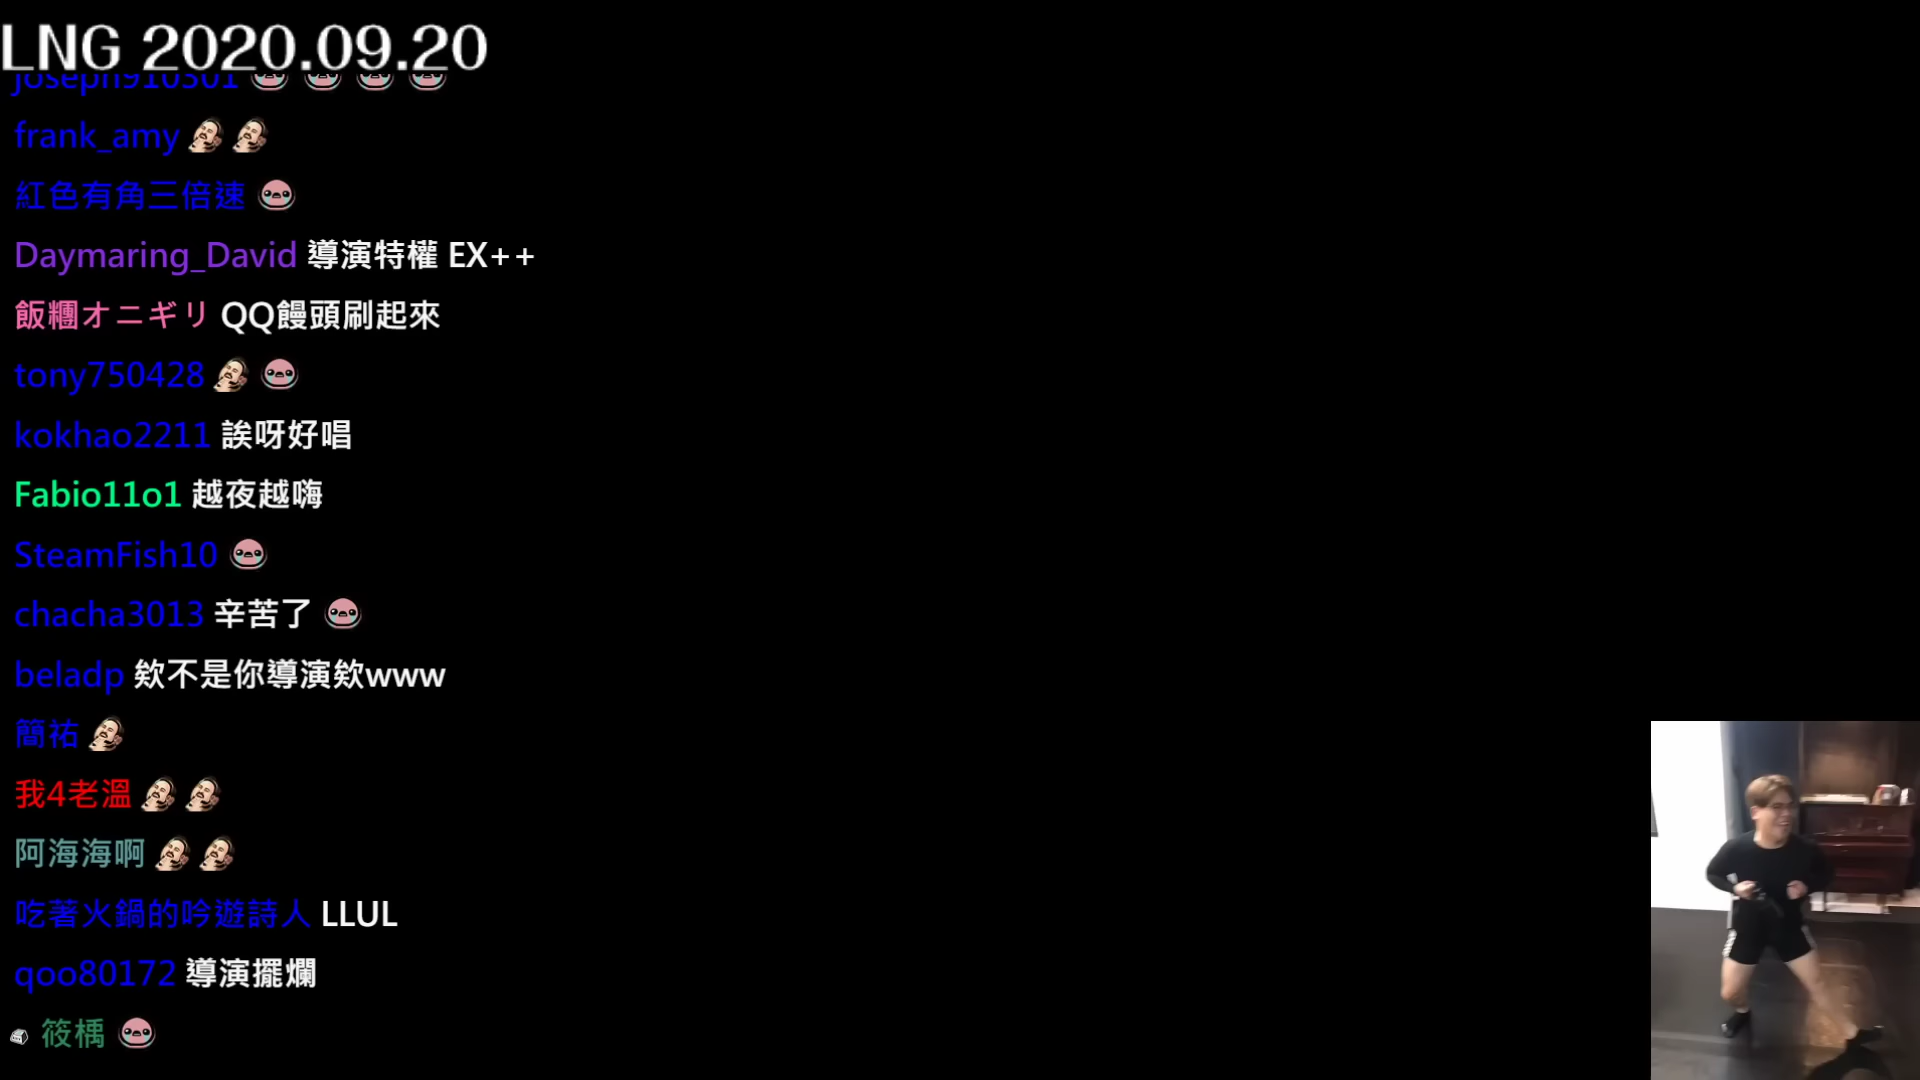 LNG 2020.09.20
joseph910301
frank_amy
紅色有角三倍速
Daymaring_David 導演特權 EX++
飯糰オニギリ QQ饅頭刷起來
tony750428
kokhao2211 誒呀好唱
Fabio11o1 越夜越嗨
SteamFish10
chacha3013 辛苦了
beladp 欸不是你導演欸www
簡祐
我4老溫
阿海海啊
吃著火鍋的吟遊詩人 LLUL
qoo80172 導演擺爛
筱楀